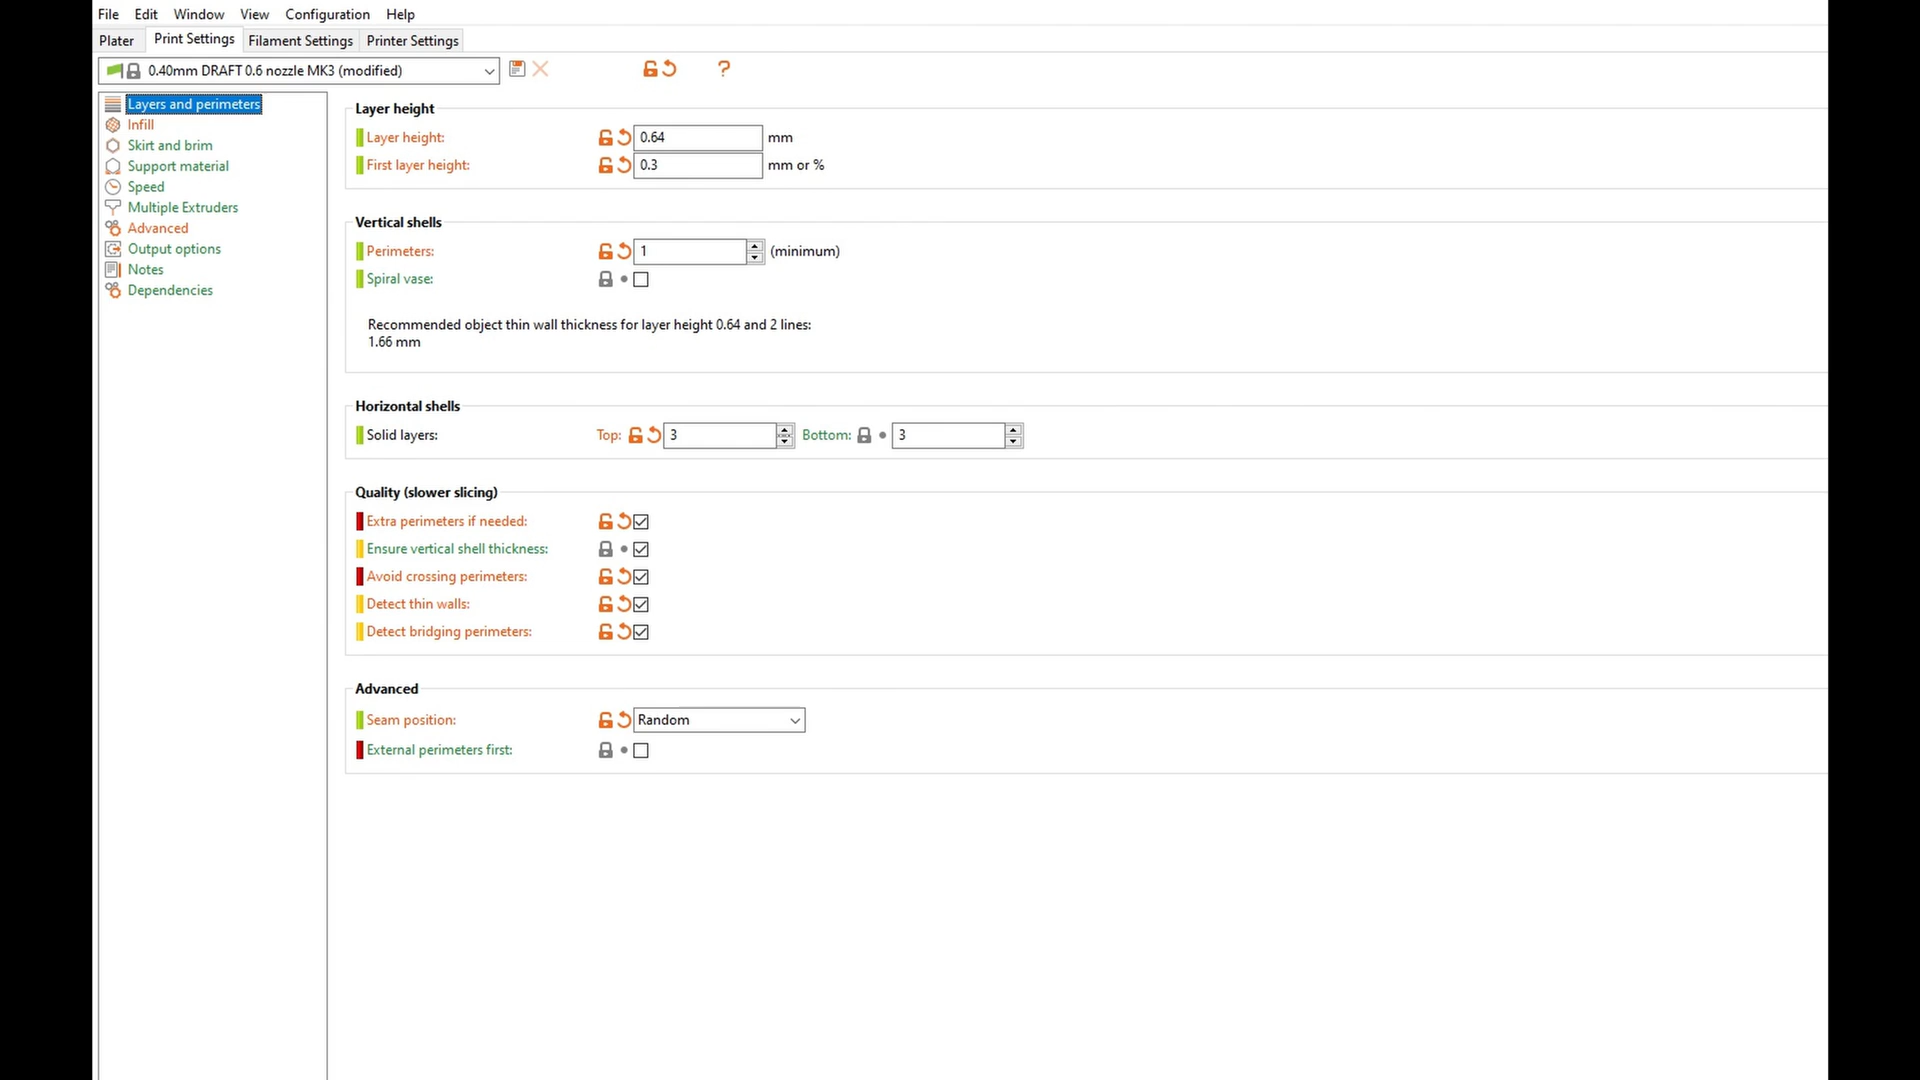 File Edit Window View Configuration Help
Plater Print Settings Filament Settings Printer Settings
0.40mm DRAFT 0.6 nozzle MK3 (modified) ?
Layers and perimeters
Infill
Skirt and brim
Support material
Speed
Multiple Extruders
Advanced
Output options
Notes
Dependencies
Layer height
Layer height: 0.64 mm
First layer height: 0.3 mm or %
Vertical shells
Perimeters: 1 (minimum)
Spiral vase:
Recommended object thin wall thickness for layer height 0.64 and 2 lines:
1.66 mm
Horizontal shells
Solid layers: Top: 3 Bottom: 3
Quality (slower slicing)
Extra perimeters if needed:
Ensure vertical shell thickness:
Avoid crossing perimeters:
Detect thin walls:
Detect bridging perimeters:
Advanced
Seam position: Random
External perimeters first: